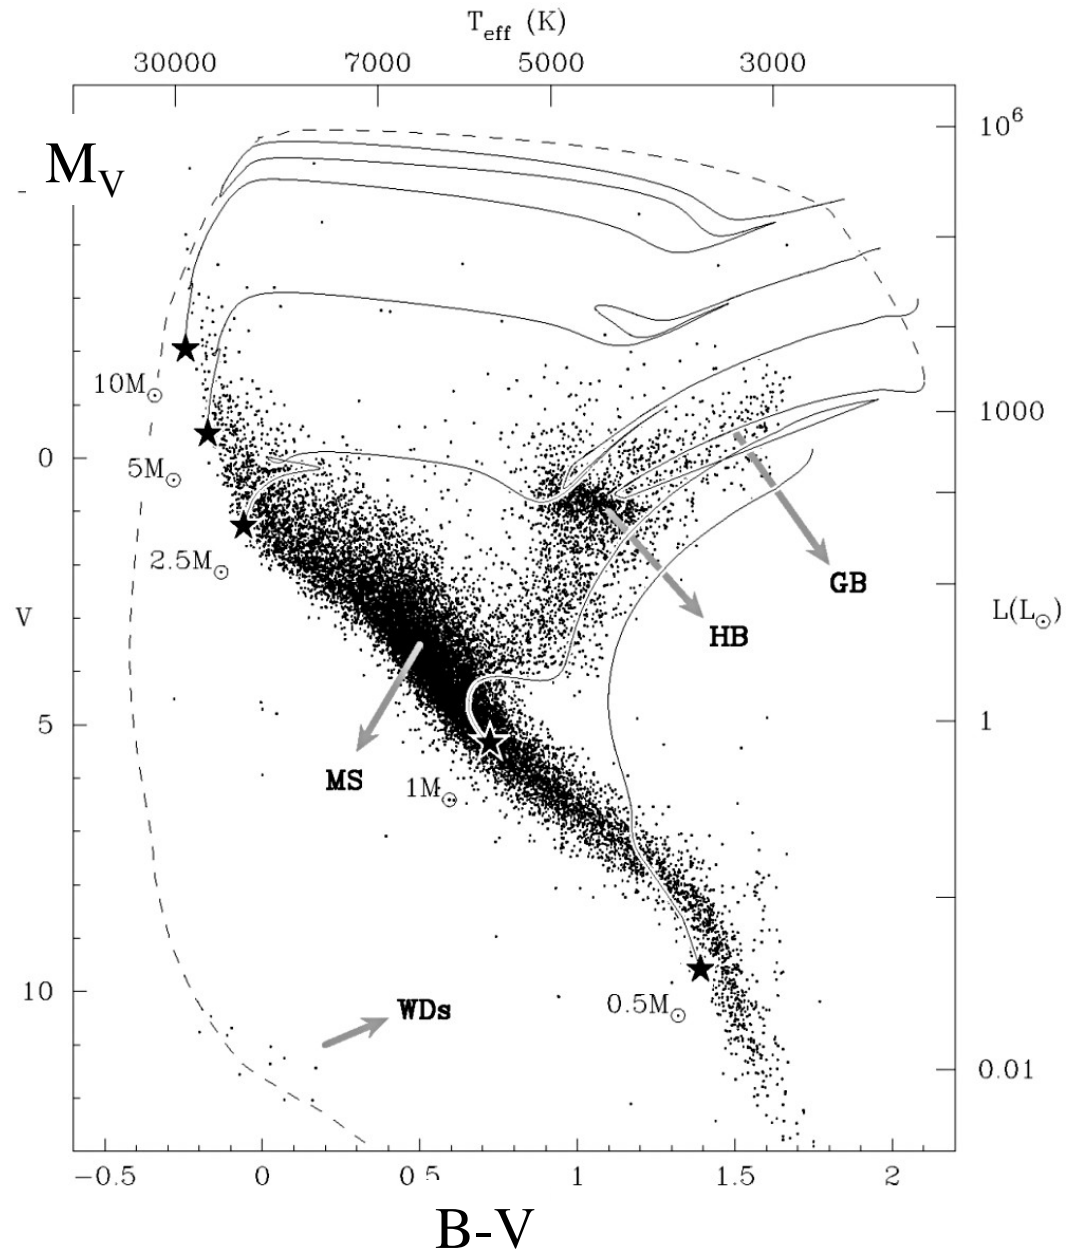 T_eff (K)
30000 7000 5000 3000
M_V
10^6
10M⊙
1000
0
5M⊙
2.5M⊙
GB
V
HB
L(L⊙)
5
1
MS
1M⊙
10
0.5M⊙
WDs
0.01
−0.5 0 0 5 1 1.5 2
B-V